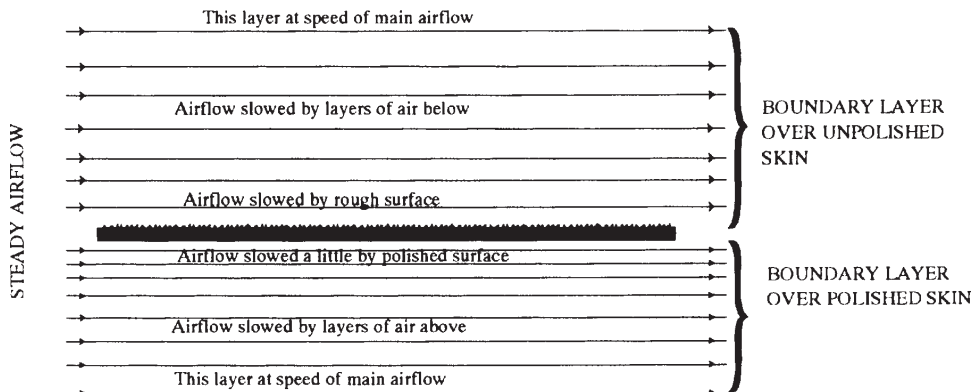 This layer at speed of main airflow
Airflow slowed by layers of air below
BOUNDARY LAYER
OVER UNPOLISHED
SKIN
STEADY AIRFLOW
Airflow slowed by rough surface
Airflow slowed a little by polished surface
BOUNDARY LAYER
OVER POLISHED SKIN
Airflow slowed by layers of air above
This layer at speed of main airflow